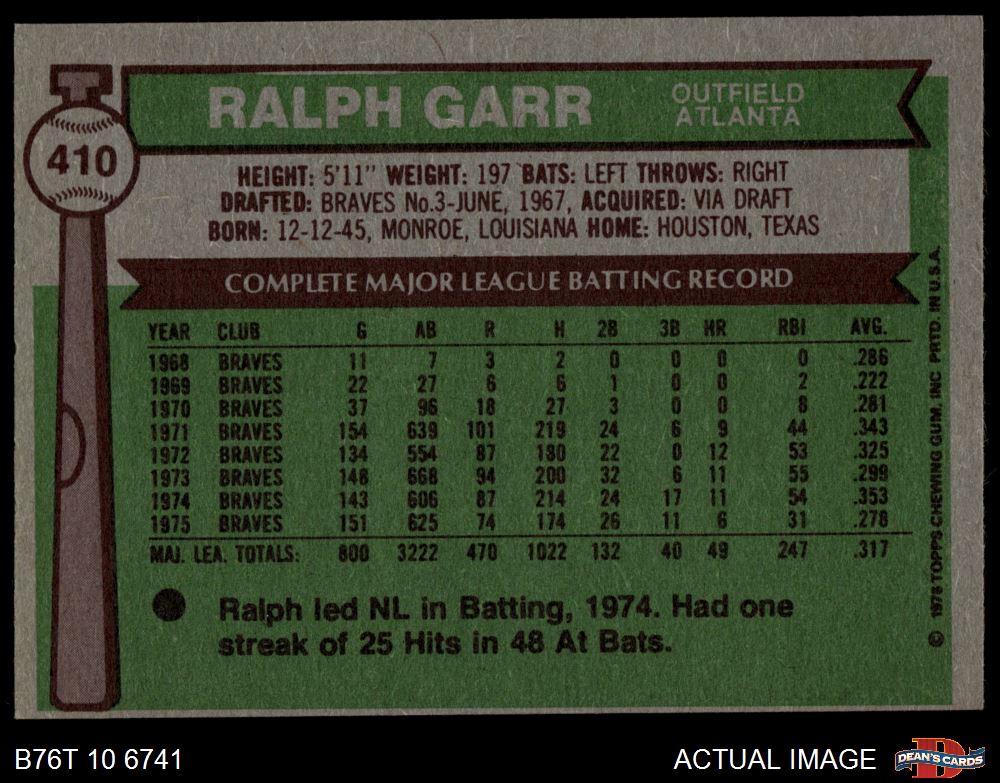 RALPH GARR
OUTFIELD
ATLANTA
410
HEIGHT: 5'11" WEIGHT: 197 BATS: LEFT THROWS: RIGHT
DRAFTED: BRAVES No.3-JUNE, 1967, ACQUIRED: VIA DRAFT
BORN: 12-12-45, MONROE, LOUISIANA HOME: HOUSTON, TEXAS
COMPLETE MAJOR LEAGUE BATTING RECORD
YEAR CLUB G AB R H 2B 3B HR RBI AVG.
1968 BRAVES 11 7 3 2 0 0 0 0 .286
1969 BRAVES 22 27 6 6 1 0 0 2 .222
1970 BRAVES 37 96 18 27 3 0 0 8 .281
1971 BRAVES 154 639 101 219 24 6 9 44 .343
1972 BRAVES 134 554 87 180 22 0 12 53 .325
1973 BRAVES 148 668 94 200 32 6 11 55 .299
1974 BRAVES 143 606 87 214 24 17 11 54 .353
1975 BRAVES 151 625 74 174 26 11 6 31 .278
MAJ. LEA. TOTALS: 800 3222 470 1022 132 40 49 247 .317
Ralph led NL in Batting, 1974. Had one
streak of 25 Hits in 48 At Bats.
© 1976 TOPPS CHEWING GUM, INC PRTD. IN U.S.A.
B76T 10 6741
ACTUAL IMAGE
D
DEAN'S CARDS